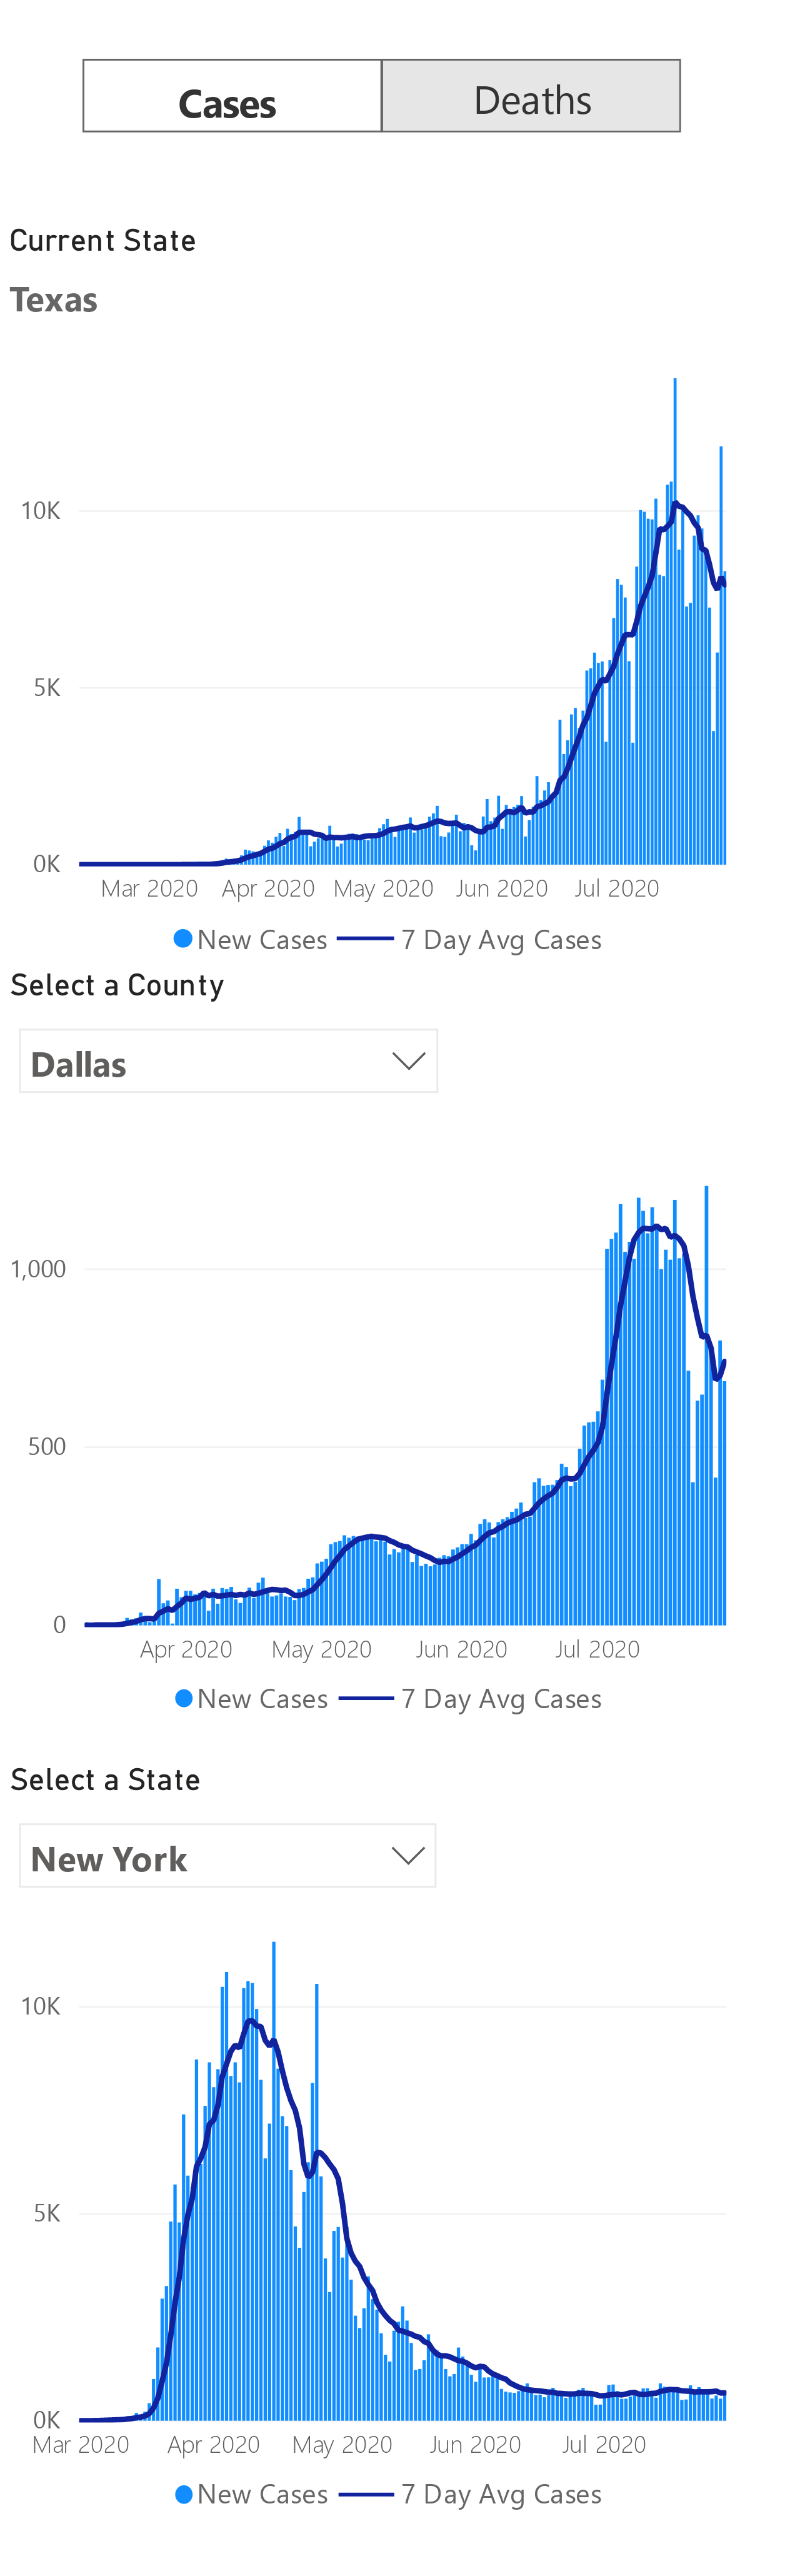 Cases Deaths
Current State
Texas
10K
5K
0K
Mar 2020 Apr 2020 May 2020 Jun 2020 Jul 2020
New Cases 7 Day Avg Cases
Select a County
Dallas
1,000
500
0
Apr 2020 May 2020 Jun 2020 Jul 2020
New Cases 7 Day Avg Cases
Select a State
New York
10K
5K
0K
Mar 2020 Apr 2020 May 2020 Jun 2020 Jul 2020
New Cases 7 Day Avg Cases